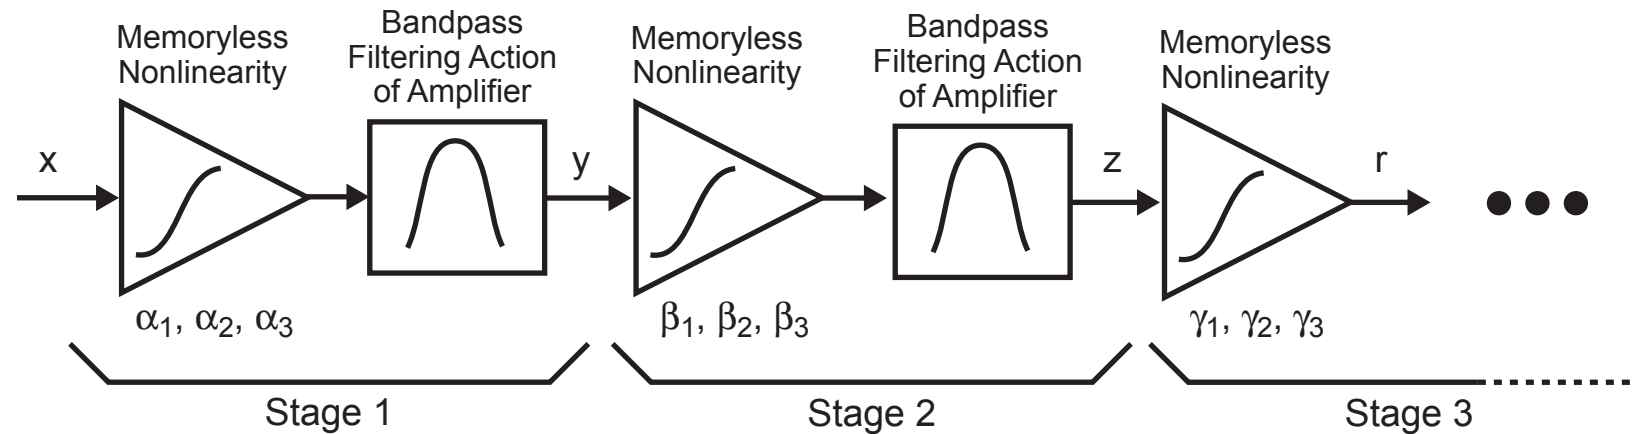 Memoryless
Nonlinearity
Bandpass
Filtering Action
of Amplifier
Memoryless
Nonlinearity
Bandpass
Filtering Action
of Amplifier
Memoryless
Nonlinearity
x
y
z
r
α1, α2, α3
β1, β2, β3
γ1, γ2, γ3
Stage 1
Stage 2
Stage 3